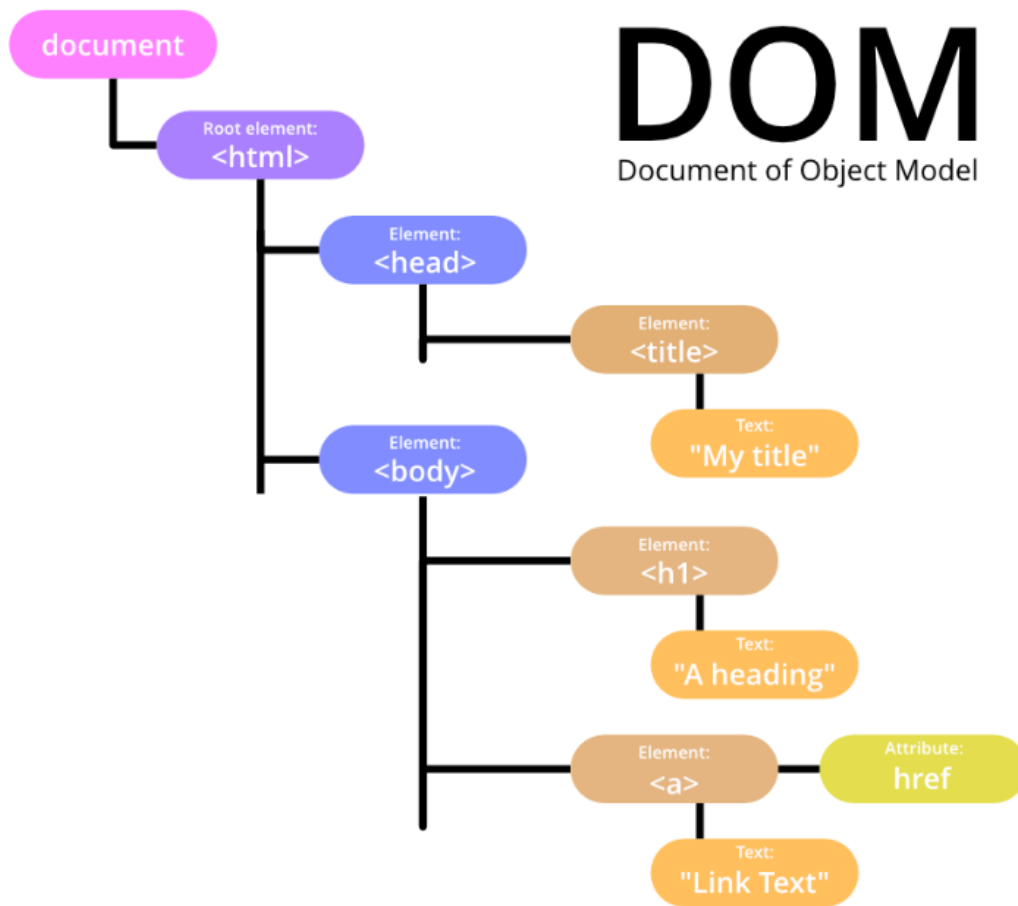 document
DOM
Document of Object Model
Root element:
<html>
Element:
<head>
Element:
<title>
Text:
"My title"
Element:
<body>
Element:
<h1>
Text:
"A heading"
Element:
<a>
Attribute:
href
Text:
"Link Text"